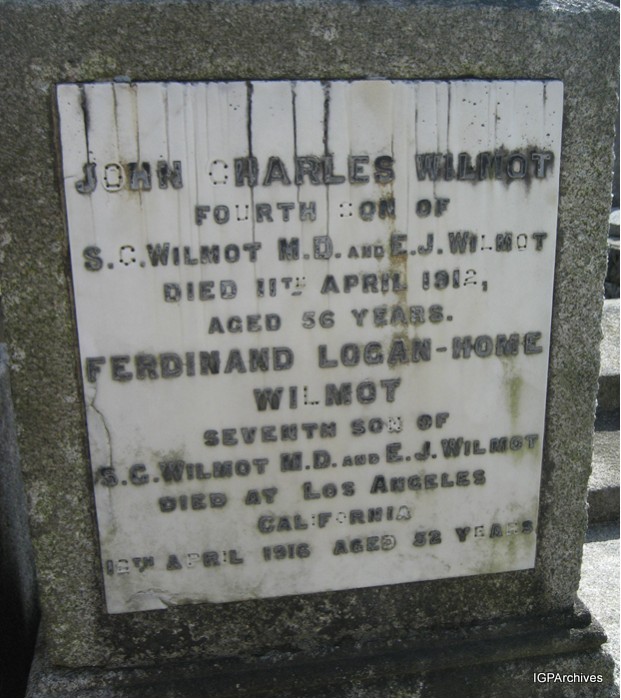 JOHN CHARLES WILMOT
FOURTH SON OF
S.G. WILMOT M.D. AND E.J. WILMOT
DIED 11TH APRIL 1912,
AGED 56 YEARS.
FERDINAND LOGAN-HOME
WILMOT
SEVENTH SON OF
S.G. WILMOT M.D. AND E.J. WILMOT
DIED AT LOS ANGELES
CALIFORNIA
APRIL 1916 AGED 52 YEARS
IGPArchives